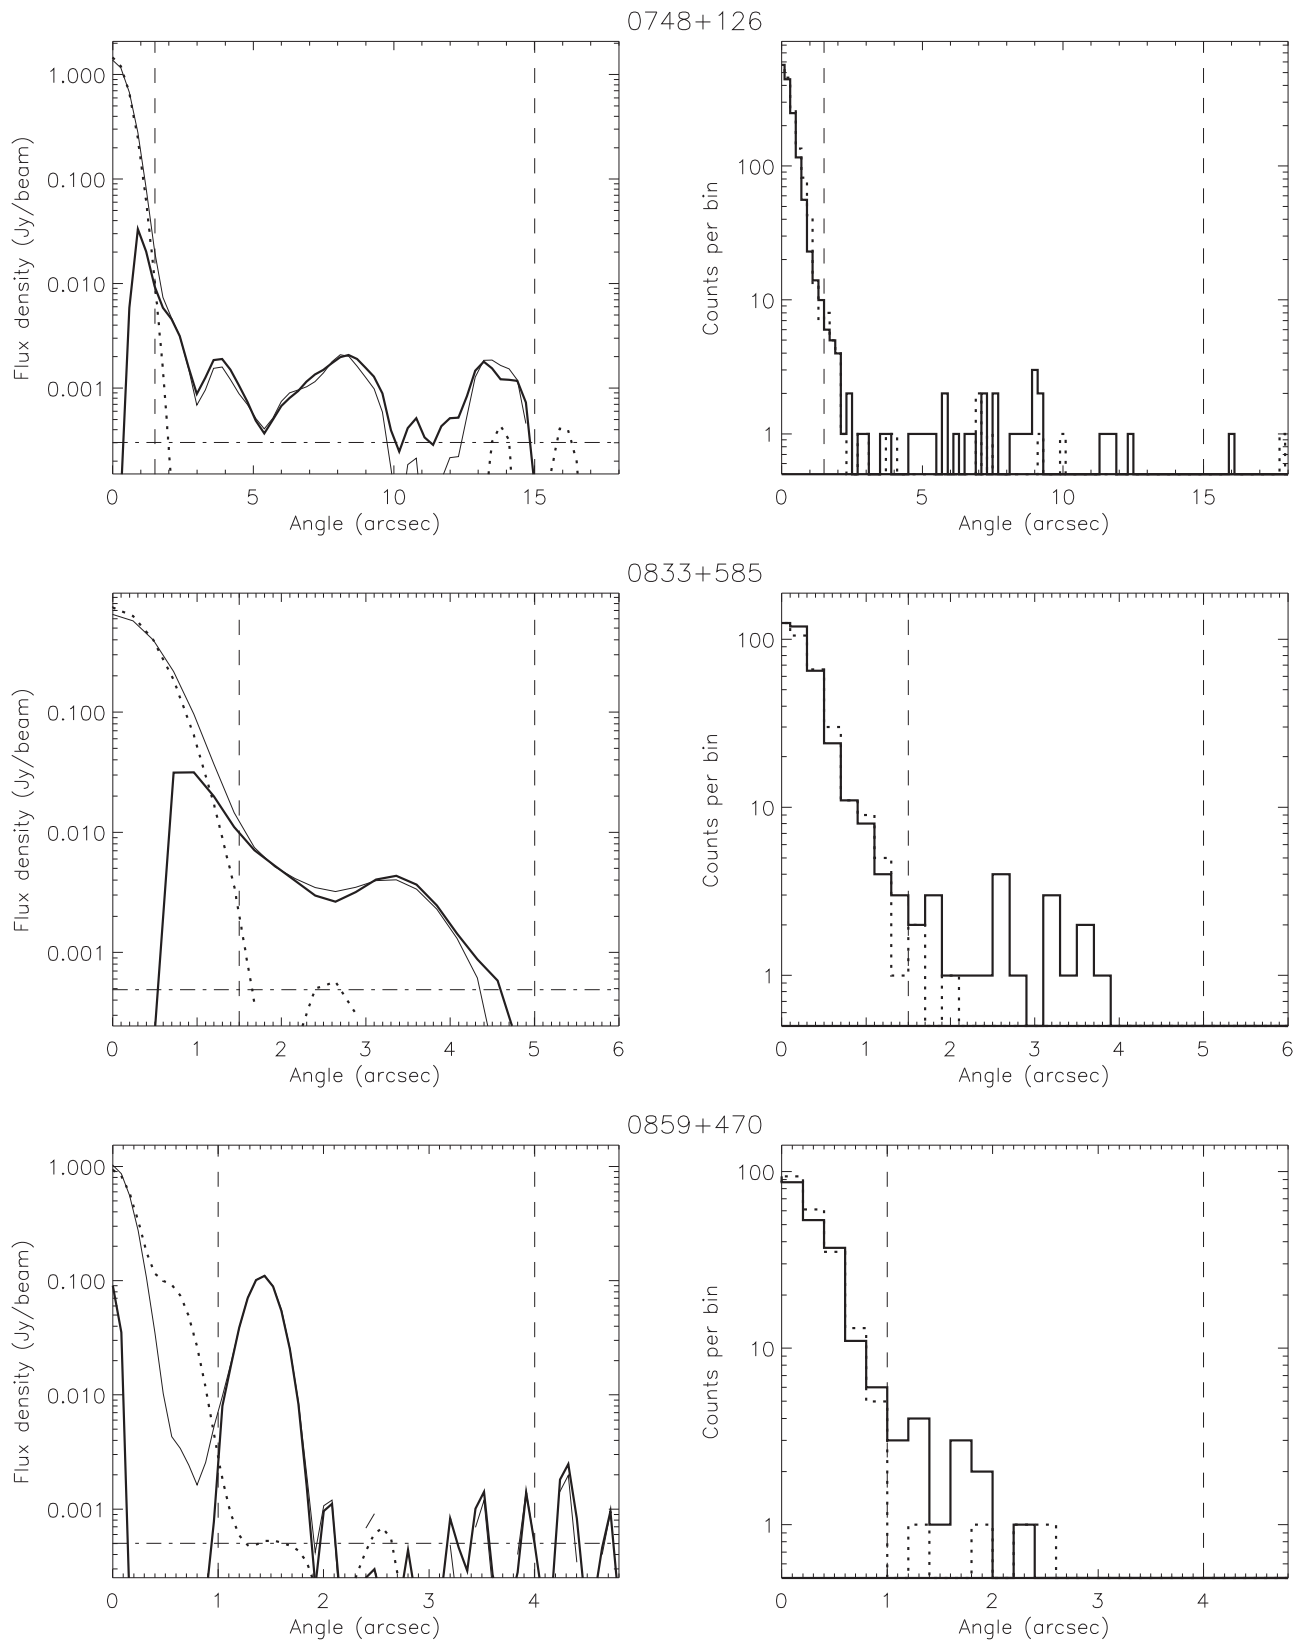 0748+126
1.000
0.100
0.010
0.001
Flux density (Jy/beam)
0 5 10 15
Angle (arcsec)
100
10
1
Counts per bin
0 5 10 15
Angle (arcsec)
0833+585
0.100
0.010
0.001
Flux density (Jy/beam)
0 1 2 3 4 5 6
Angle (arcsec)
100
10
1
Counts per bin
0 1 2 3 4 5 6
Angle (arcsec)
0859+470
1.000
0.100
0.010
0.001
Flux density (Jy/beam)
0 1 2 3 4
Angle (arcsec)
100
10
1
Counts per bin
0 1 2 3 4
Angle (arcsec)